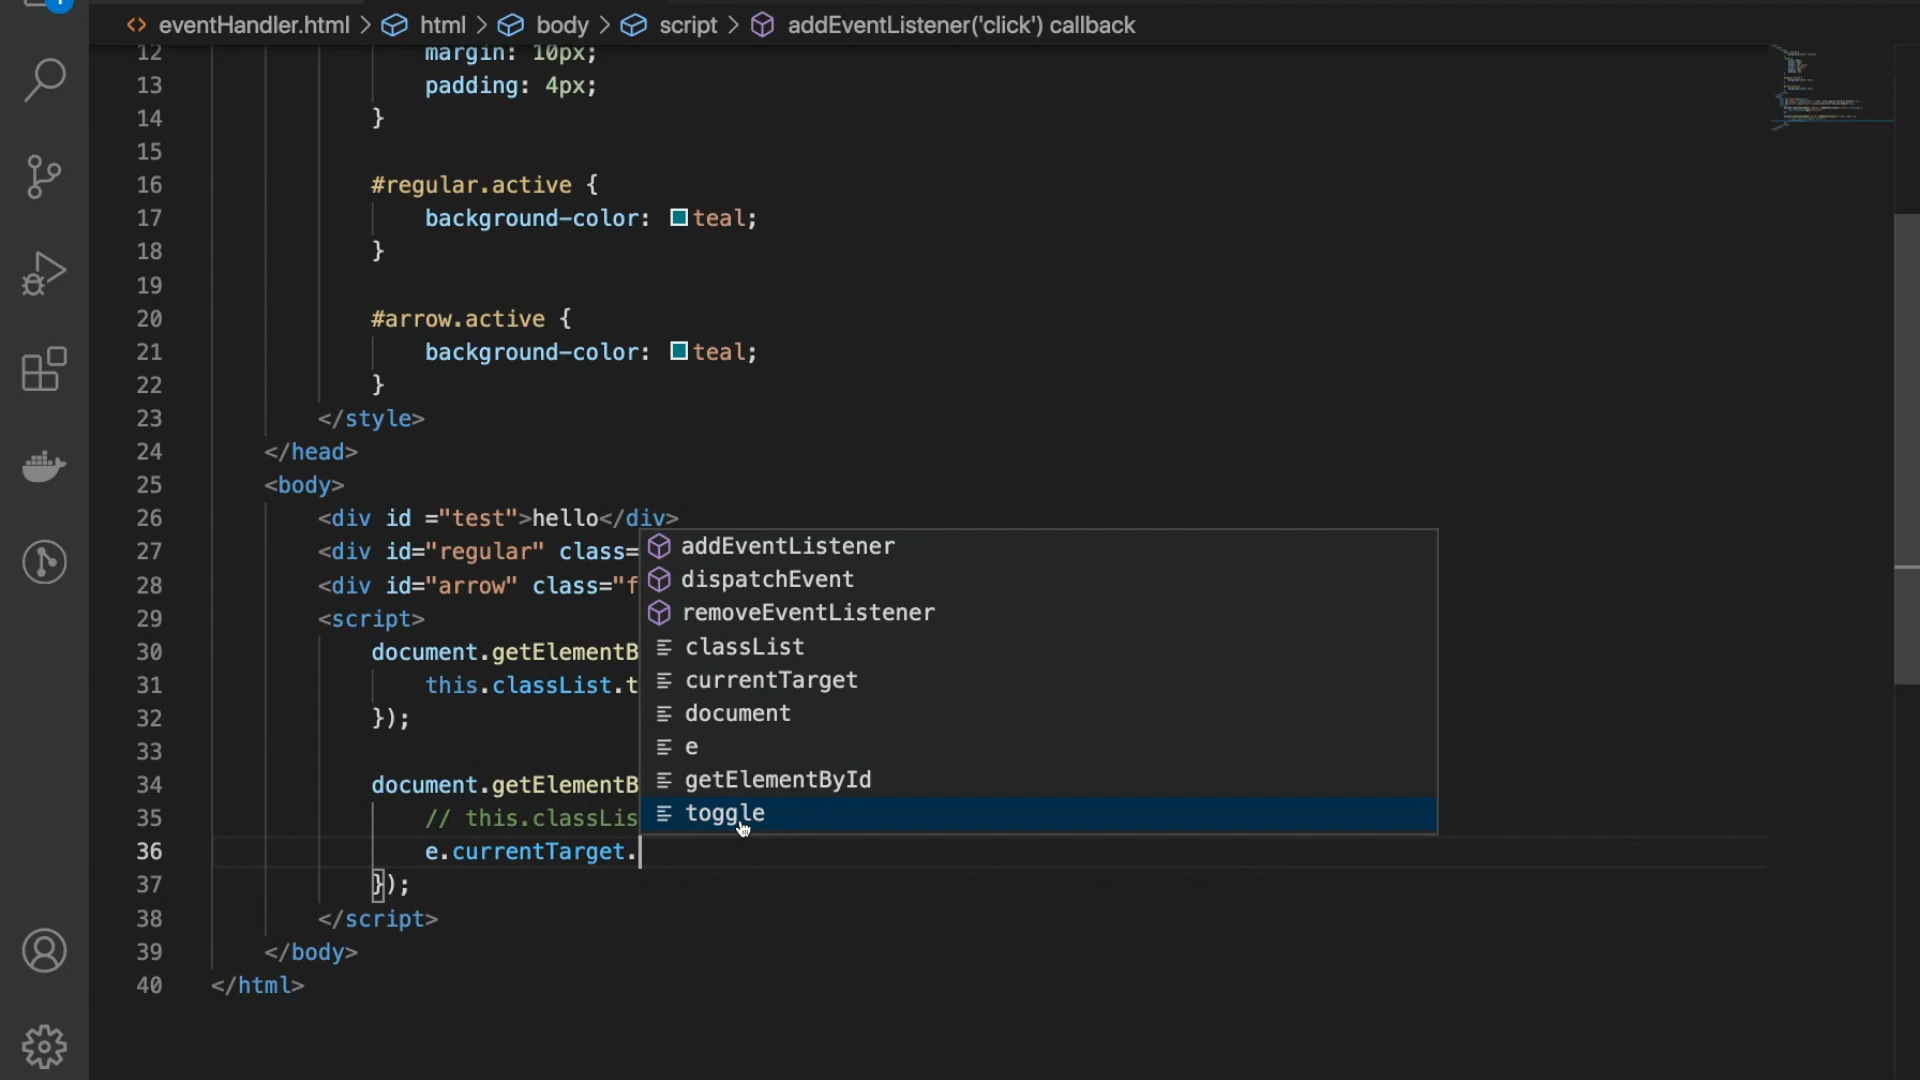 eventHandler.html > html > body > script > addEventListener('click') callback
12 margin: 10px;
13 padding: 4px;
14 }
15
16 #regular.active {
17 background-color: teal;
18 }
19
20 #arrow.active {
21 background-color: teal;
22 }
23 </style>
24 </head>
25 <body>
26 <div id ="test">hello</div>
27 <div id="regular" class=
28 <div id="arrow" class="f
29 <script>
30 document.getElementB
31 this.classList.t
32 });
33
34 document.getElementB
35 // this.classLis
36 e.currentTarget.
37 });
38 </script>
39 </body>
40 </html>
addEventListener
dispatchEvent
removeEventListener
classList
currentTarget
document
e
getElementById
toggle